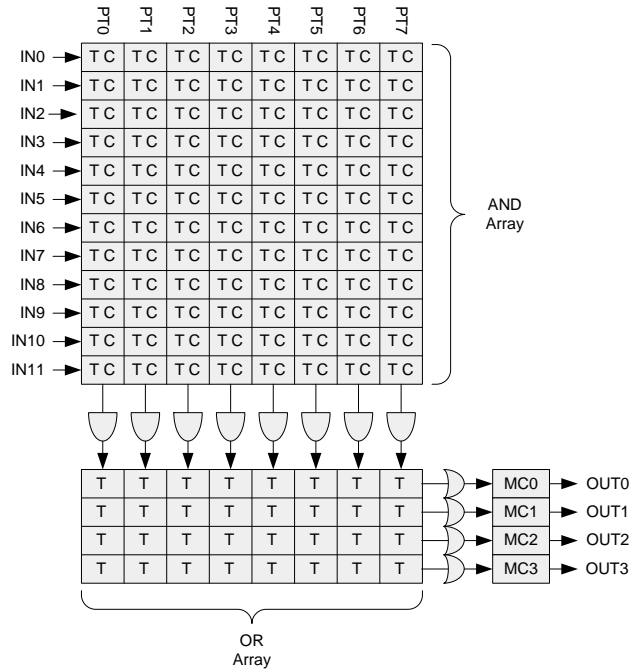 PT0 PT1 PT2 PT3 PT4 PT5 PT6 PT7
IN0 T C T C T C T C T C T C T C T C
IN1 T C T C T C T C T C T C T C T C
IN2 T C T C T C T C T C T C T C T C
IN3 T C T C T C T C T C T C T C T C
IN4 T C T C T C T C T C T C T C T C
IN5 T C T C T C T C T C T C T C T C
IN6 T C T C T C T C T C T C T C T C
IN7 T C T C T C T C T C T C T C T C
IN8 T C T C T C T C T C T C T C T C
IN9 T C T C T C T C T C T C T C T C
IN10 T C T C T C T C T C T C T C T C
IN11 T C T C T C T C T C T C T C T C
AND
Array
T T T T T T T T MC0 OUT0
T T T T T T T T MC1 OUT1
T T T T T T T T MC2 OUT2
T T T T T T T T MC3 OUT3
OR
Array